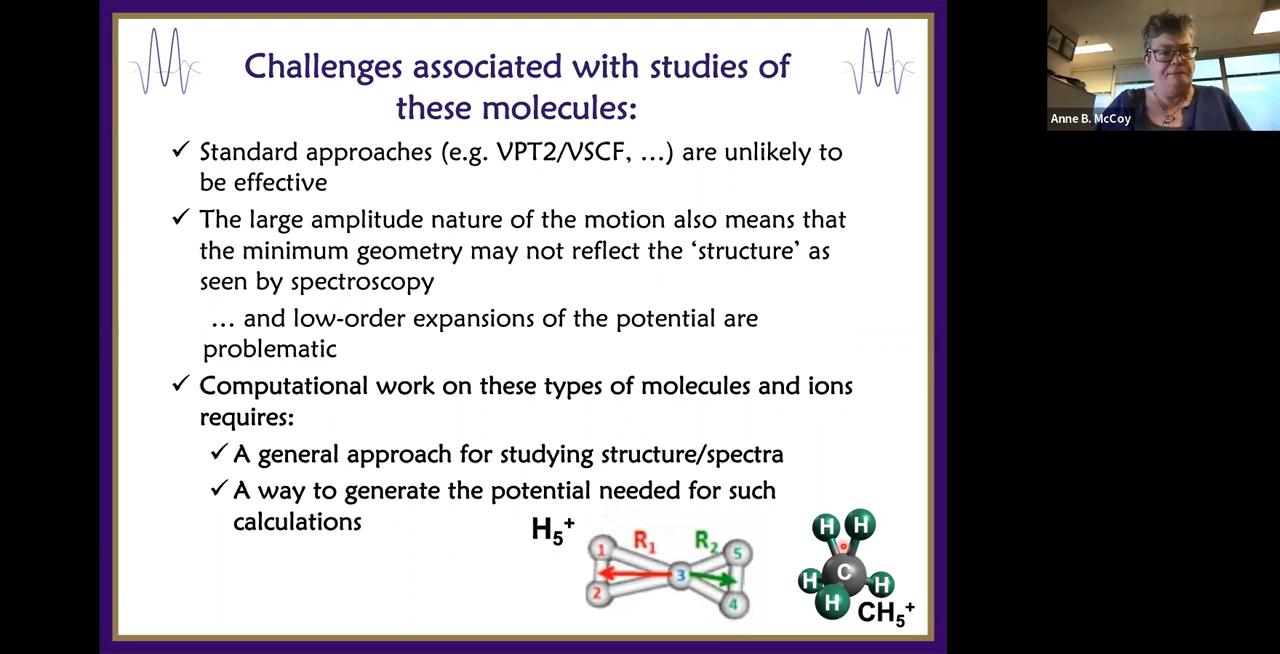 Challenges associated with studies of
these molecules:
✓ Standard approaches (e.g. VPT2/VSCF, …) are unlikely to
be effective
✓ The large amplitude nature of the motion also means that
the minimum geometry may not reflect the ‘structure’ as
seen by spectroscopy
… and low-order expansions of the potential are
problematic
✓ Computational work on these types of molecules and ions
requires:
✓ A general approach for studying structure/spectra
✓ A way to generate the potential needed for such
calculations
H₅⁺
R₁ R₂
1 5
3
2 4
H H
C
H H
H
CH₅⁺
Anne B. McCoy